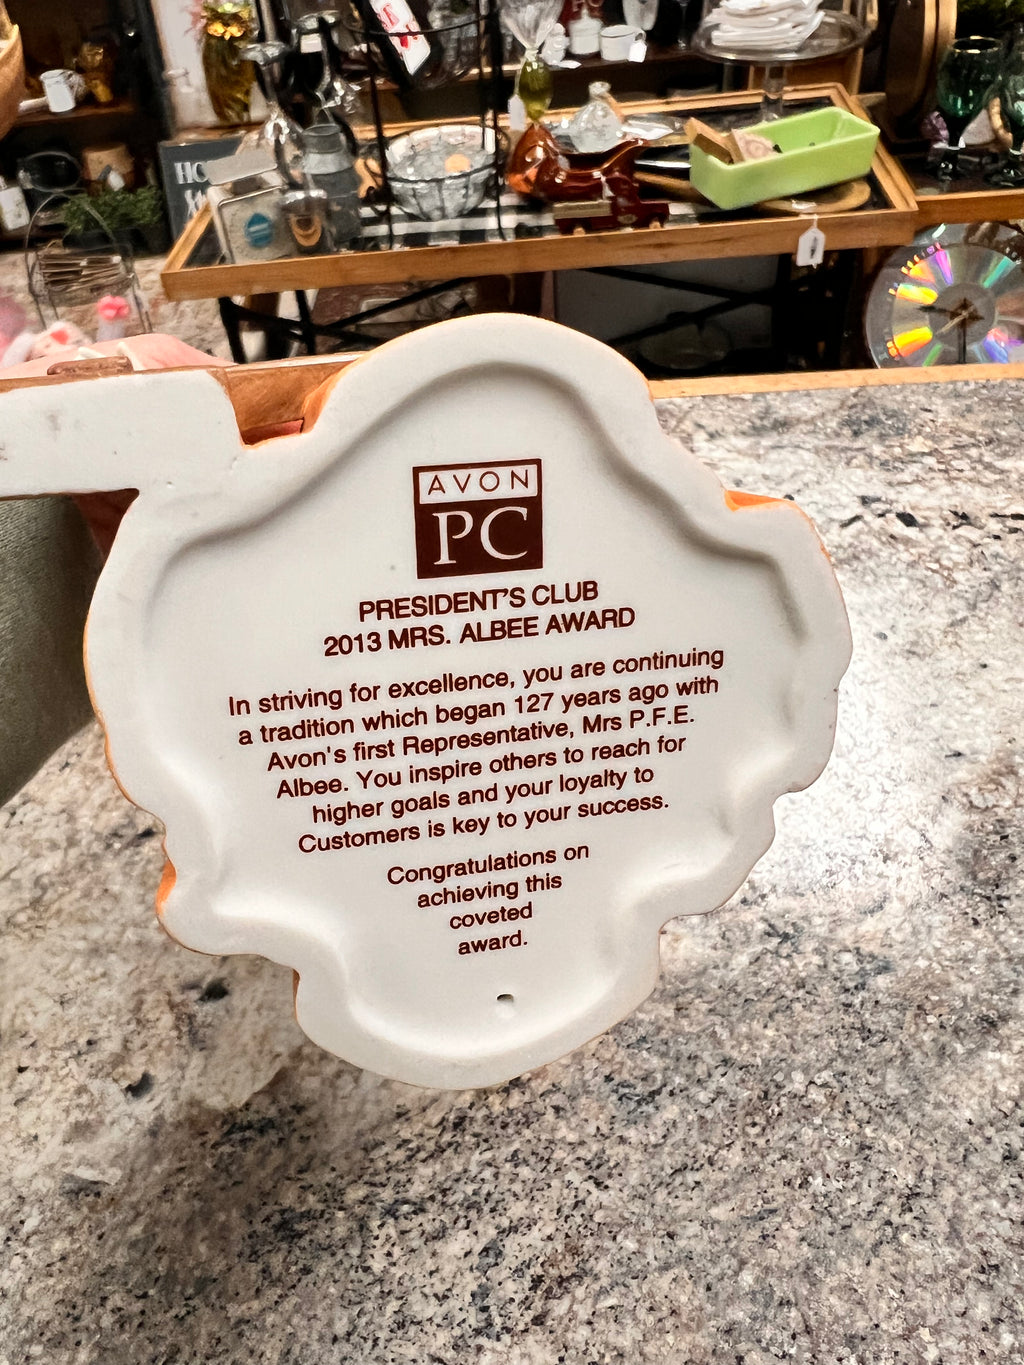 AVON
PC
PRESIDENT'S CLUB
2013 MRS. ALBEE AWARD
In striving for excellence, you are continuing
a tradition which began 127 years ago with
Avon's first Representative, Mrs P.F.E.
Albee. You inspire others to reach for
higher goals and your loyalty to
Customers is key to your success.
Congratulations on
achieving this
coveted
award.